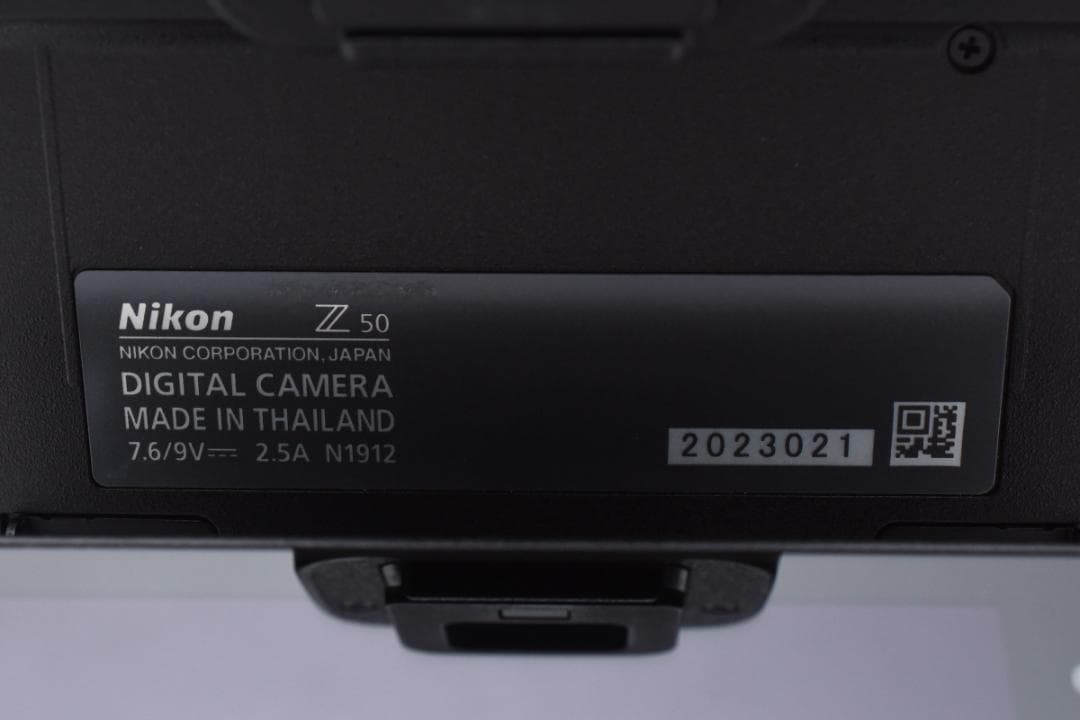 Nikon Z 50
NIKON CORPORATION, JAPAN
DIGITAL CAMERA
MADE IN THAILAND
7.6/9V⎓ 2.5A N1912
2023021